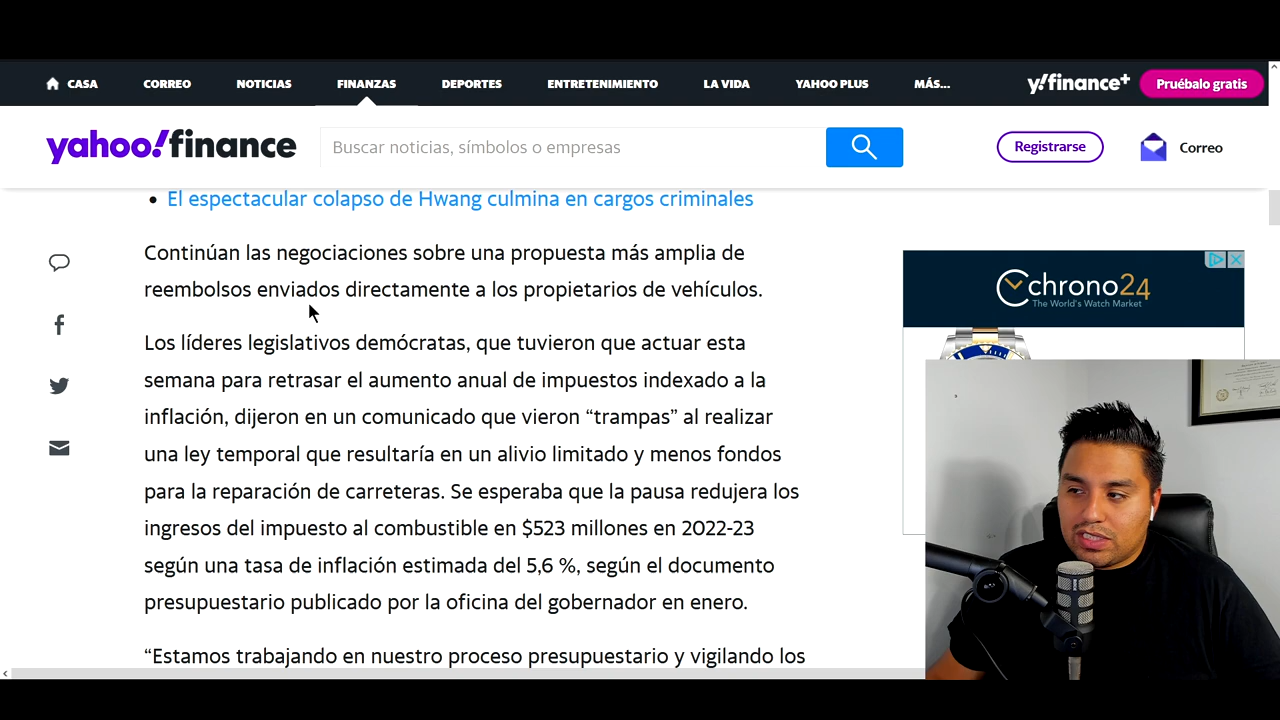 CASA CORREO NOTICIAS FINANZAS DEPORTES ENTRETENIMIENTO LA VIDA YAHOO PLUS MÁS... y!finance+ Pruébalo gratis
yahoo!finance Buscar noticias, símbolos o empresas Registrarse Correo
• El espectacular colapso de Hwang culmina en cargos criminales
Continúan las negociaciones sobre una propuesta más amplia de
reembolsos enviados directamente a los propietarios de vehículos.
Los líderes legislativos demócratas, que tuvieron que actuar esta
semana para retrasar el aumento anual de impuestos indexado a la
inflación, dijeron en un comunicado que vieron “trampas” al realizar
una ley temporal que resultaría en un alivio limitado y menos fondos
para la reparación de carreteras. Se esperaba que la pausa redujera los
ingresos del impuesto al combustible en $523 millones en 2022-23
según una tasa de inflación estimada del 5,6 %, según el documento
presupuestario publicado por la oficina del gobernador en enero.
“Estamos trabajando en nuestro proceso presupuestario y vigilando los
chrono24
The World's Watch Market